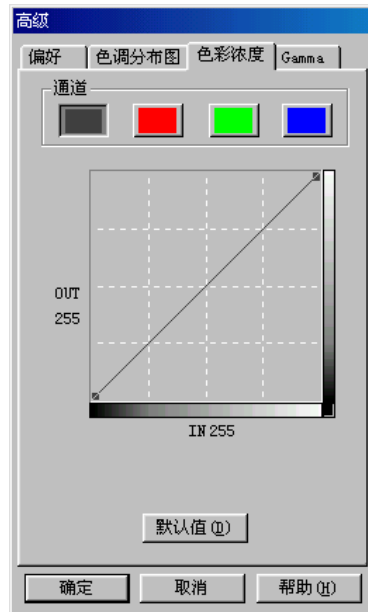 高级
偏好 色调分布图 色彩浓度 Gamma
通道
OUT
255
IN 255
默认值(D)
确定 取消 帮助(H)